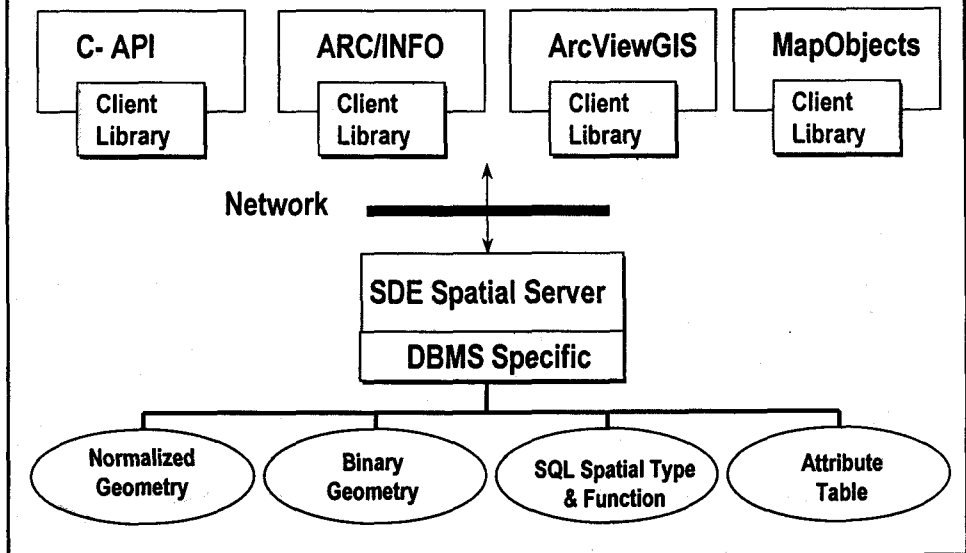 C- API
ARC/INFO
ArcViewGIS
MapObjects
Client
Library
Client
Library
Client
Library
Client
Library
Network
SDE Spatial Server
DBMS Specific
Normalized
Geometry
Binary
Geometry
SQL Spatial Type
& Function
Attribute
Table